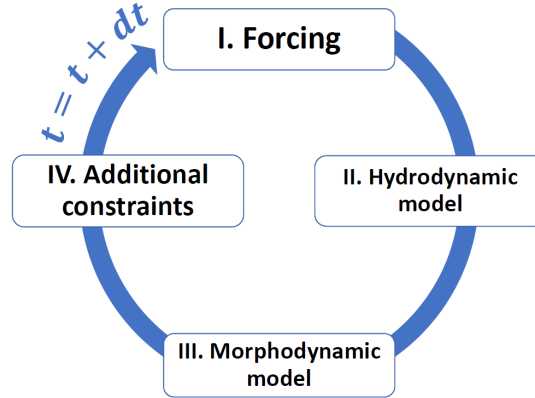 I. Forcing
t = t + dt
II. Hydrodynamic
model
III. Morphodynamic
model
IV. Additional
constraints